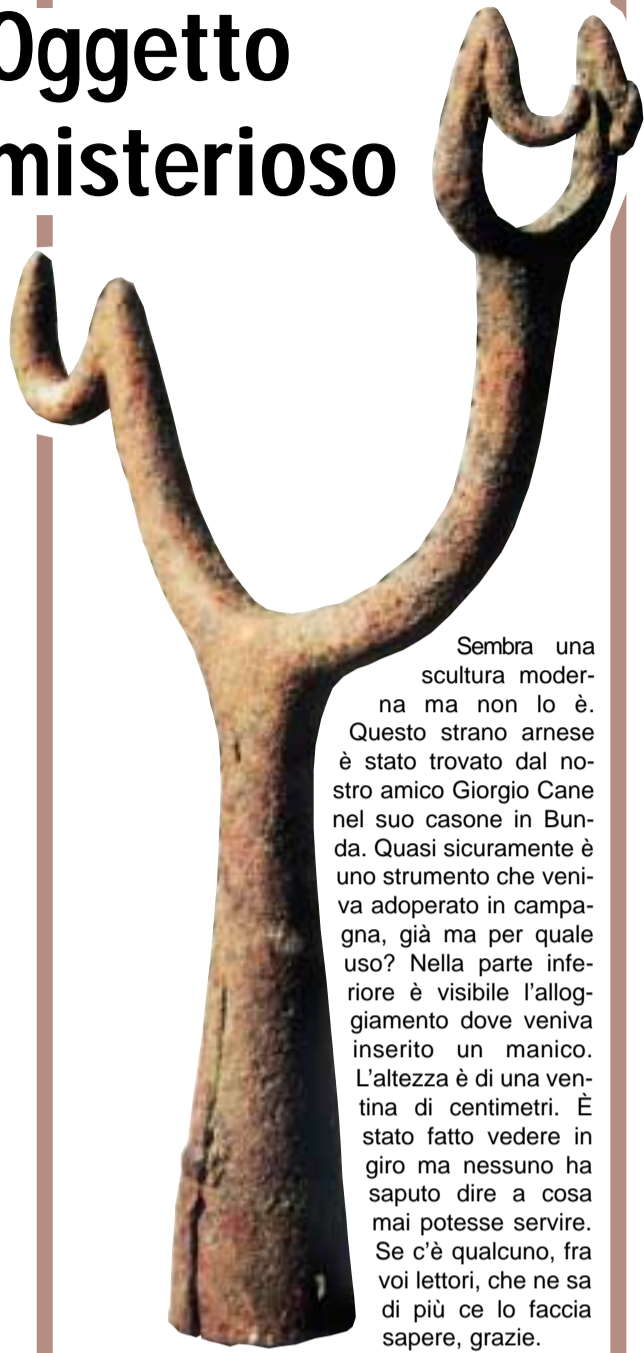 Oggetto
misterioso
Sembra una
scultura moder-
na ma non lo è.
Questo strano arnese
è stato trovato dal no-
stro amico Giorgio Cane
nel suo casone in Bun-
da. Quasi sicuramente è
uno strumento che veni-
va adoperato in campa-
gna, già ma per quale
uso? Nella parte infe-
riore è visibile l'allog-
giamento dove veniva
inserito un manico.
L'altezza è di una ven-
tina di centimetri. È
stato fatto vedere in
giro ma nessuno ha
saputo dire a cosa
mai potesse servire.
Se c'è qualcuno, fra
voi lettori, che ne sa
di più ce lo faccia
sapere, grazie.